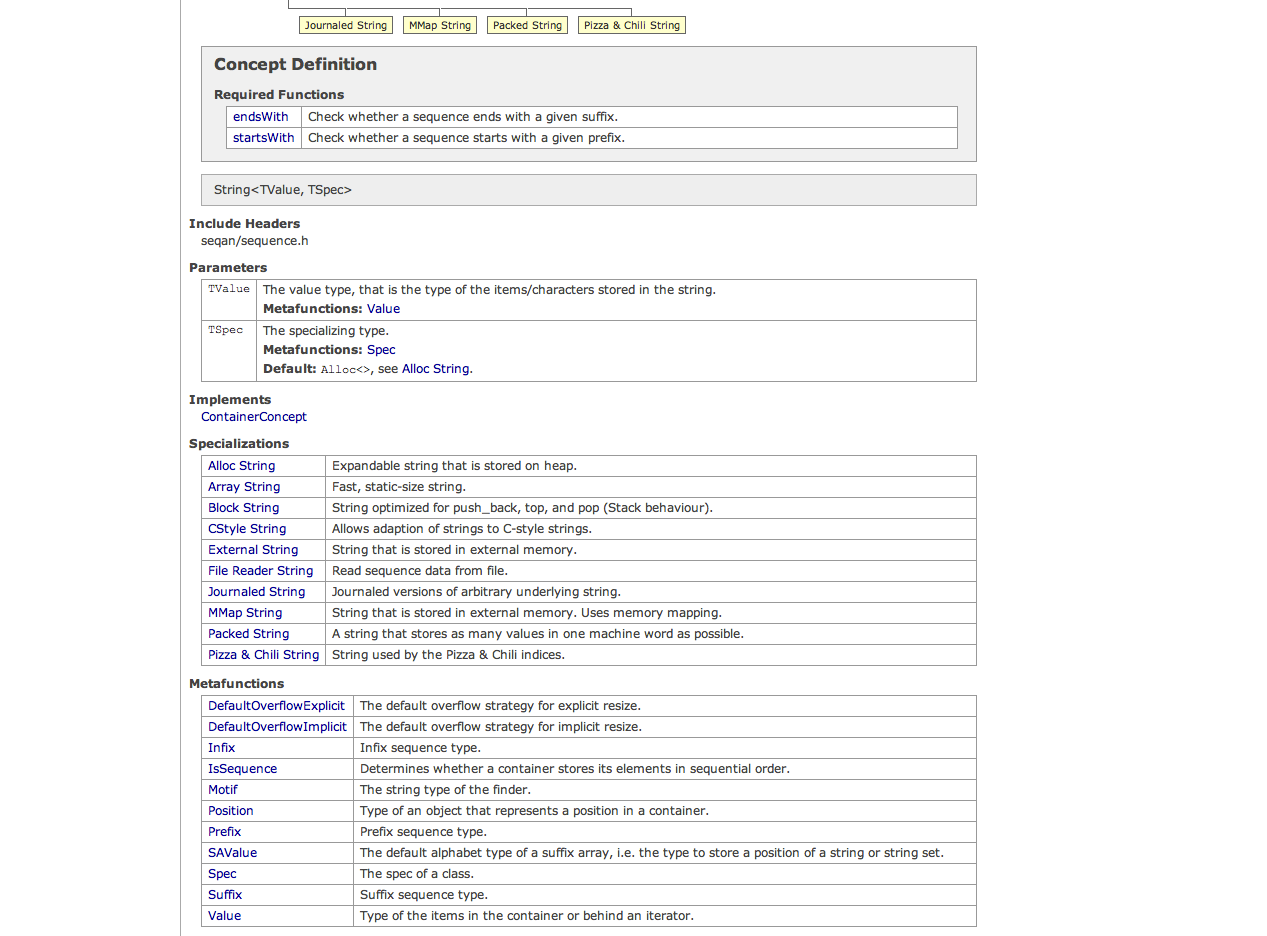 Journaled String MMap String Packed String Pizza & Chili String
Concept Definition
Required Functions
endsWith Check whether a sequence ends with a given suffix.
startsWith Check whether a sequence starts with a given prefix.
String<TValue, TSpec>
Include Headers
seqan/sequence.h
Parameters
TValue The value type, that is the type of the items/characters stored in the string.
Metafunctions: Value
TSpec The specializing type.
Metafunctions: Spec
Default: Alloc<>, see Alloc String.
Implements
ContainerConcept
Specializations
Alloc String Expandable string that is stored on heap.
Array String Fast, static-size string.
Block String String optimized for push_back, top, and pop (Stack behaviour).
CStyle String Allows adaption of strings to C-style strings.
External String String that is stored in external memory.
File Reader String Read sequence data from file.
Journaled String Journaled versions of arbitrary underlying string.
MMap String String that is stored in external memory. Uses memory mapping.
Packed String A string that stores as many values in one machine word as possible.
Pizza & Chili String String used by the Pizza & Chili indices.
Metafunctions
DefaultOverflowExplicit The default overflow strategy for explicit resize.
DefaultOverflowImplicit The default overflow strategy for implicit resize.
Infix Infix sequence type.
IsSequence Determines whether a container stores its elements in sequential order.
Motif The string type of the finder.
Position Type of an object that represents a position in a container.
Prefix Prefix sequence type.
SAValue The default alphabet type of a suffix array, i.e. the type to store a position of a string or string set.
Spec The spec of a class.
Suffix Suffix sequence type.
Value Type of the items in the container or behind an iterator.